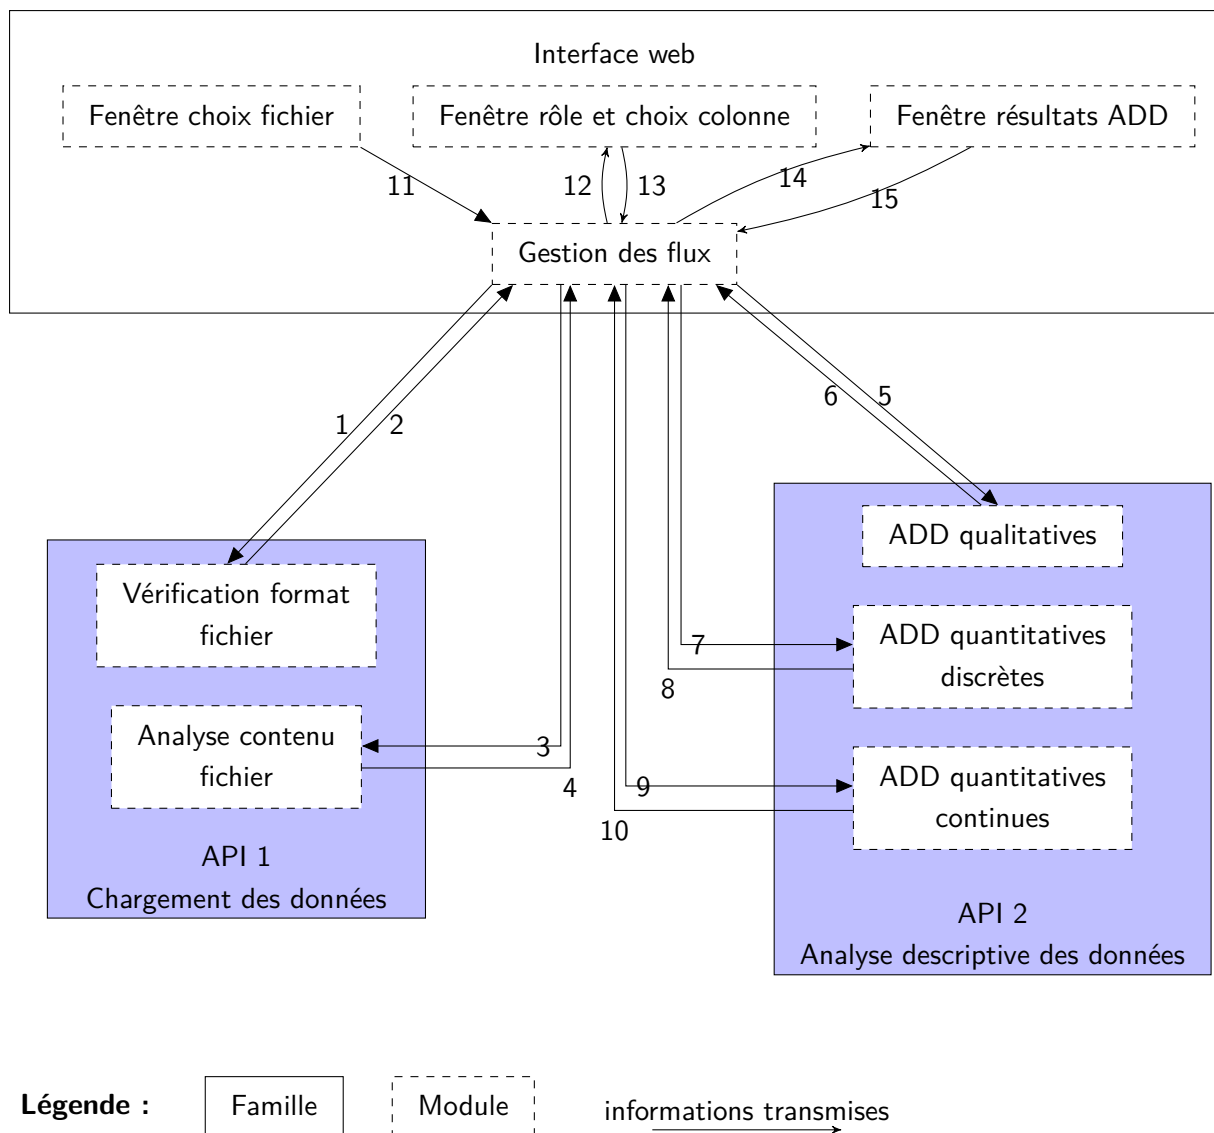 Interface web
Fenêtre choix fichier
Fenêtre rôle et choix colonne
Fenêtre résultats ADD
11
12
13
14
15
Gestion des flux
1
2
6
5
ADD qualitatives
Vérification format
fichier
ADD quantitatives
discrètes
7
8
Analyse contenu
fichier
3
4
ADD quantitatives
continues
9
10
API 1
Chargement des données
API 2
Analyse descriptive des données
Légende :
Famille
Module
informations transmises